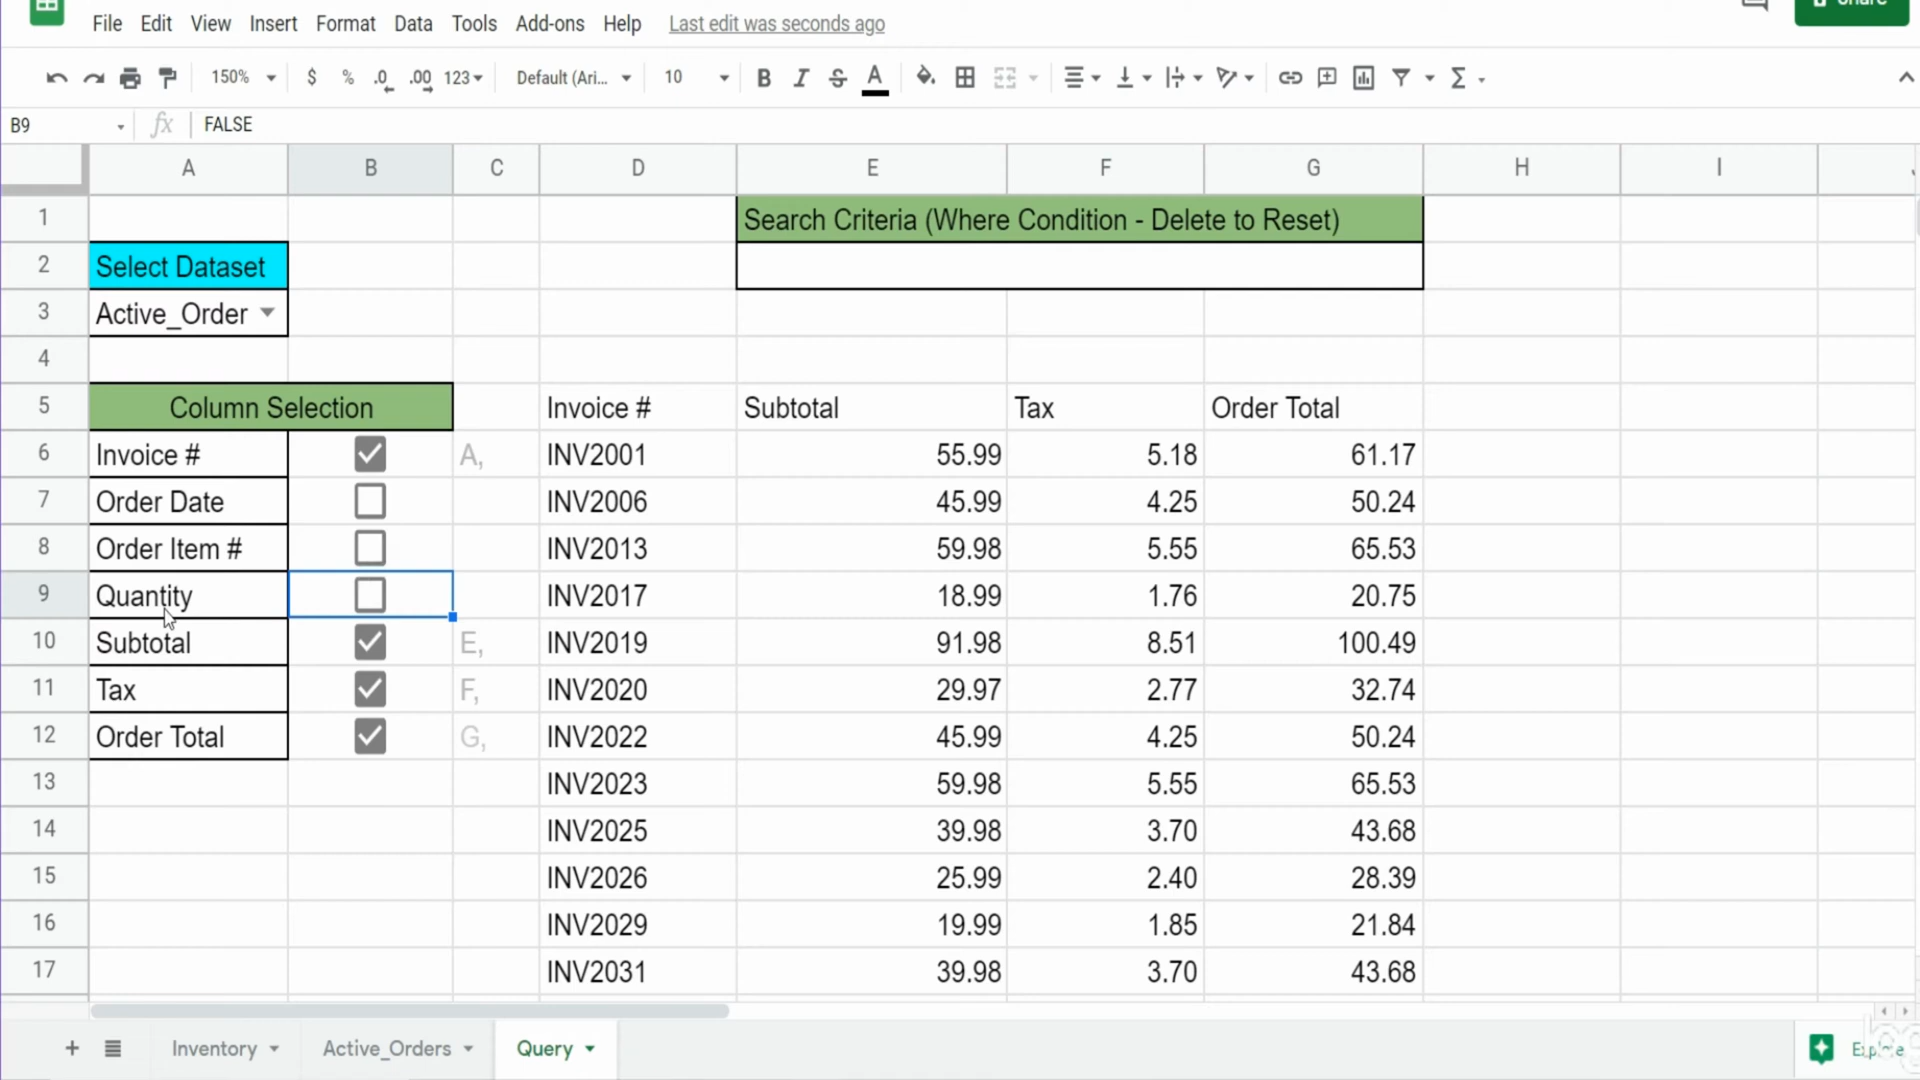 Share
File Edit View Insert Format Data Tools Add-ons Help Last edit was seconds ago
150% $ % .0 .00 123 Default (Ari... 10 B I S A Σ
B9 fx FALSE
A B C D E F G H I
1 Search Criteria (Where Condition - Delete to Reset)
2 Select Dataset
3 Active_Order
4
5 Column Selection Invoice # Subtotal Tax Order Total
6 Invoice # A, INV2001 55.99 5.18 61.17
7 Order Date INV2006 45.99 4.25 50.24
8 Order Item # INV2013 59.98 5.55 65.53
9 Quantity INV2017 18.99 1.76 20.75
10 Subtotal E, INV2019 91.98 8.51 100.49
11 Tax F, INV2020 29.97 2.77 32.74
12 Order Total G, INV2022 45.99 4.25 50.24
13 INV2023 59.98 5.55 65.53
14 INV2025 39.98 3.70 43.68
15 INV2026 25.99 2.40 28.39
16 INV2029 19.99 1.85 21.84
17 INV2031 39.98 3.70 43.68
+ Inventory Active_Orders Query Explore